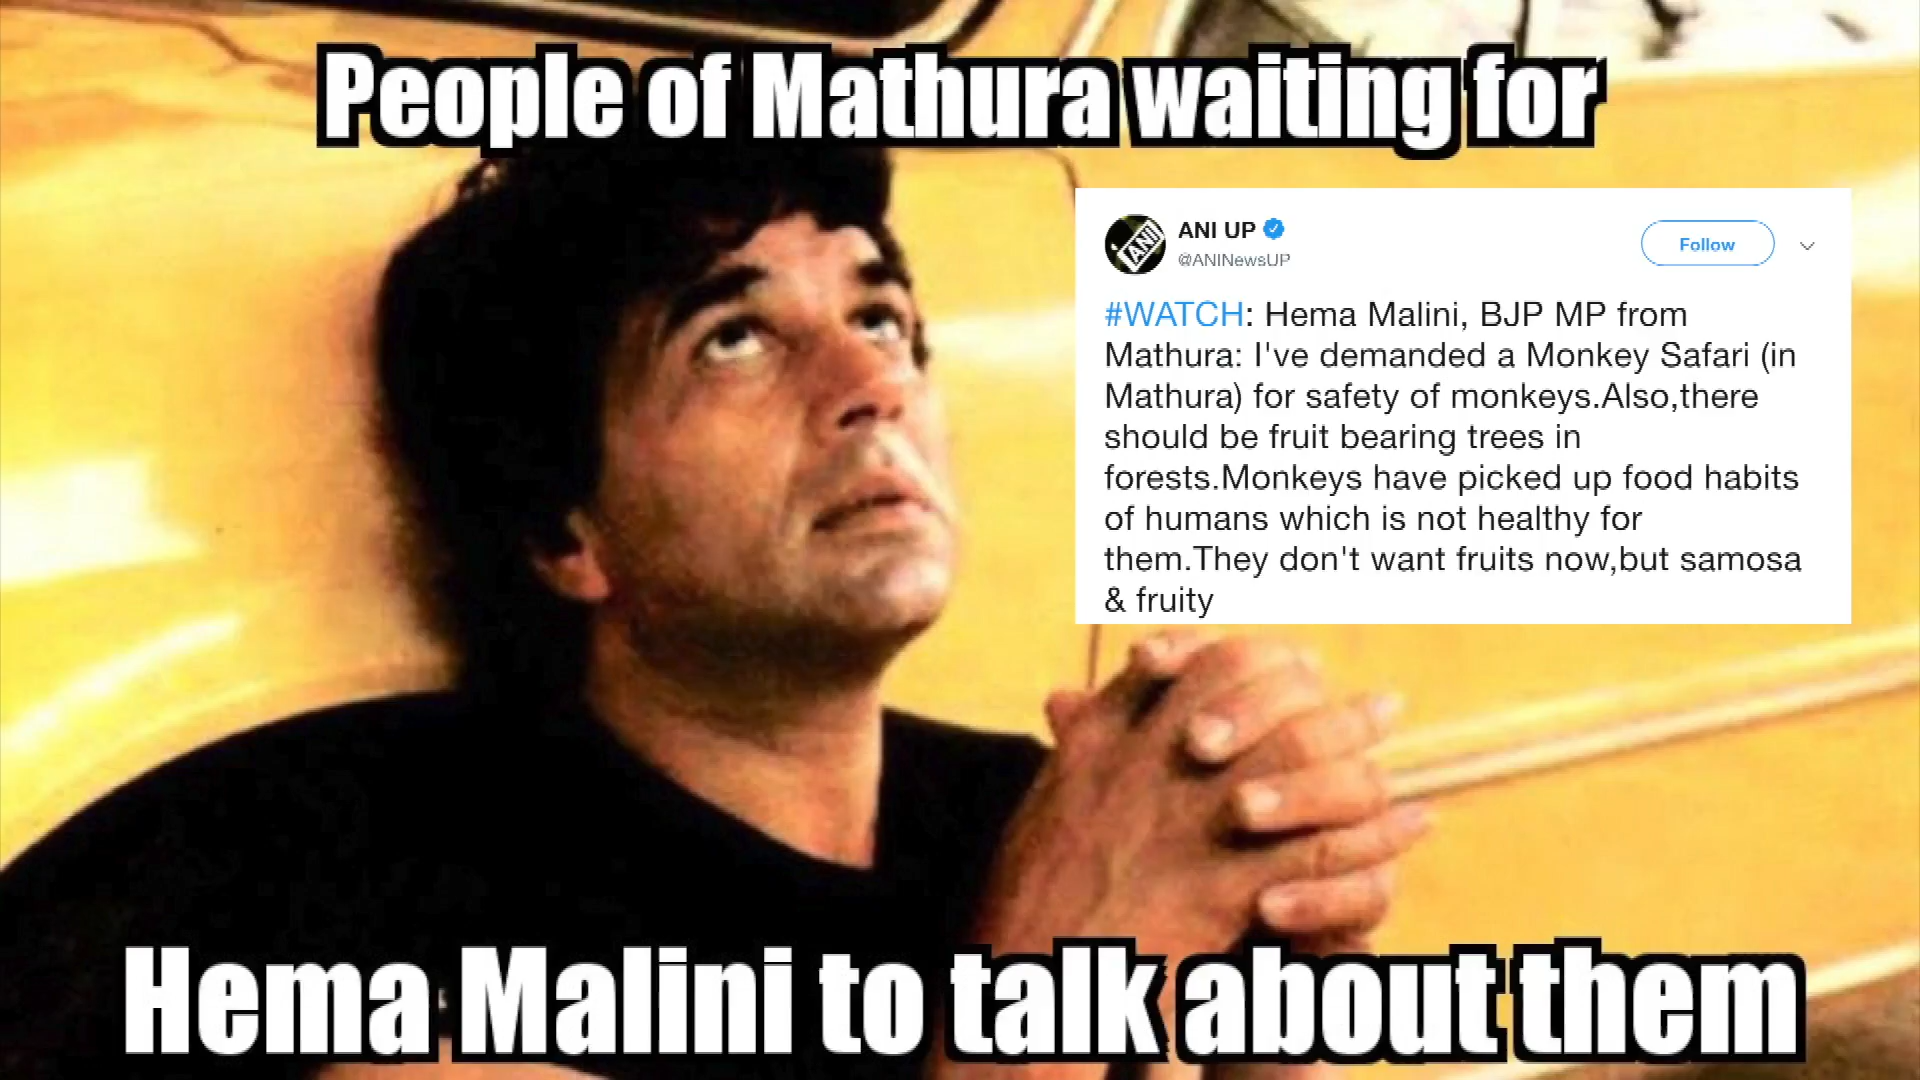 People of Mathura waiting for
ANI UP
@ANINewsUP
Follow
#WATCH: Hema Malini, BJP MP from
Mathura: I've demanded a Monkey Safari (in
Mathura) for safety of monkeys.Also,there
should be fruit bearing trees in
forests.Monkeys have picked up food habits
of humans which is not healthy for
them.They don't want fruits now,but samosa
& fruity
Hema Malini to talk about them